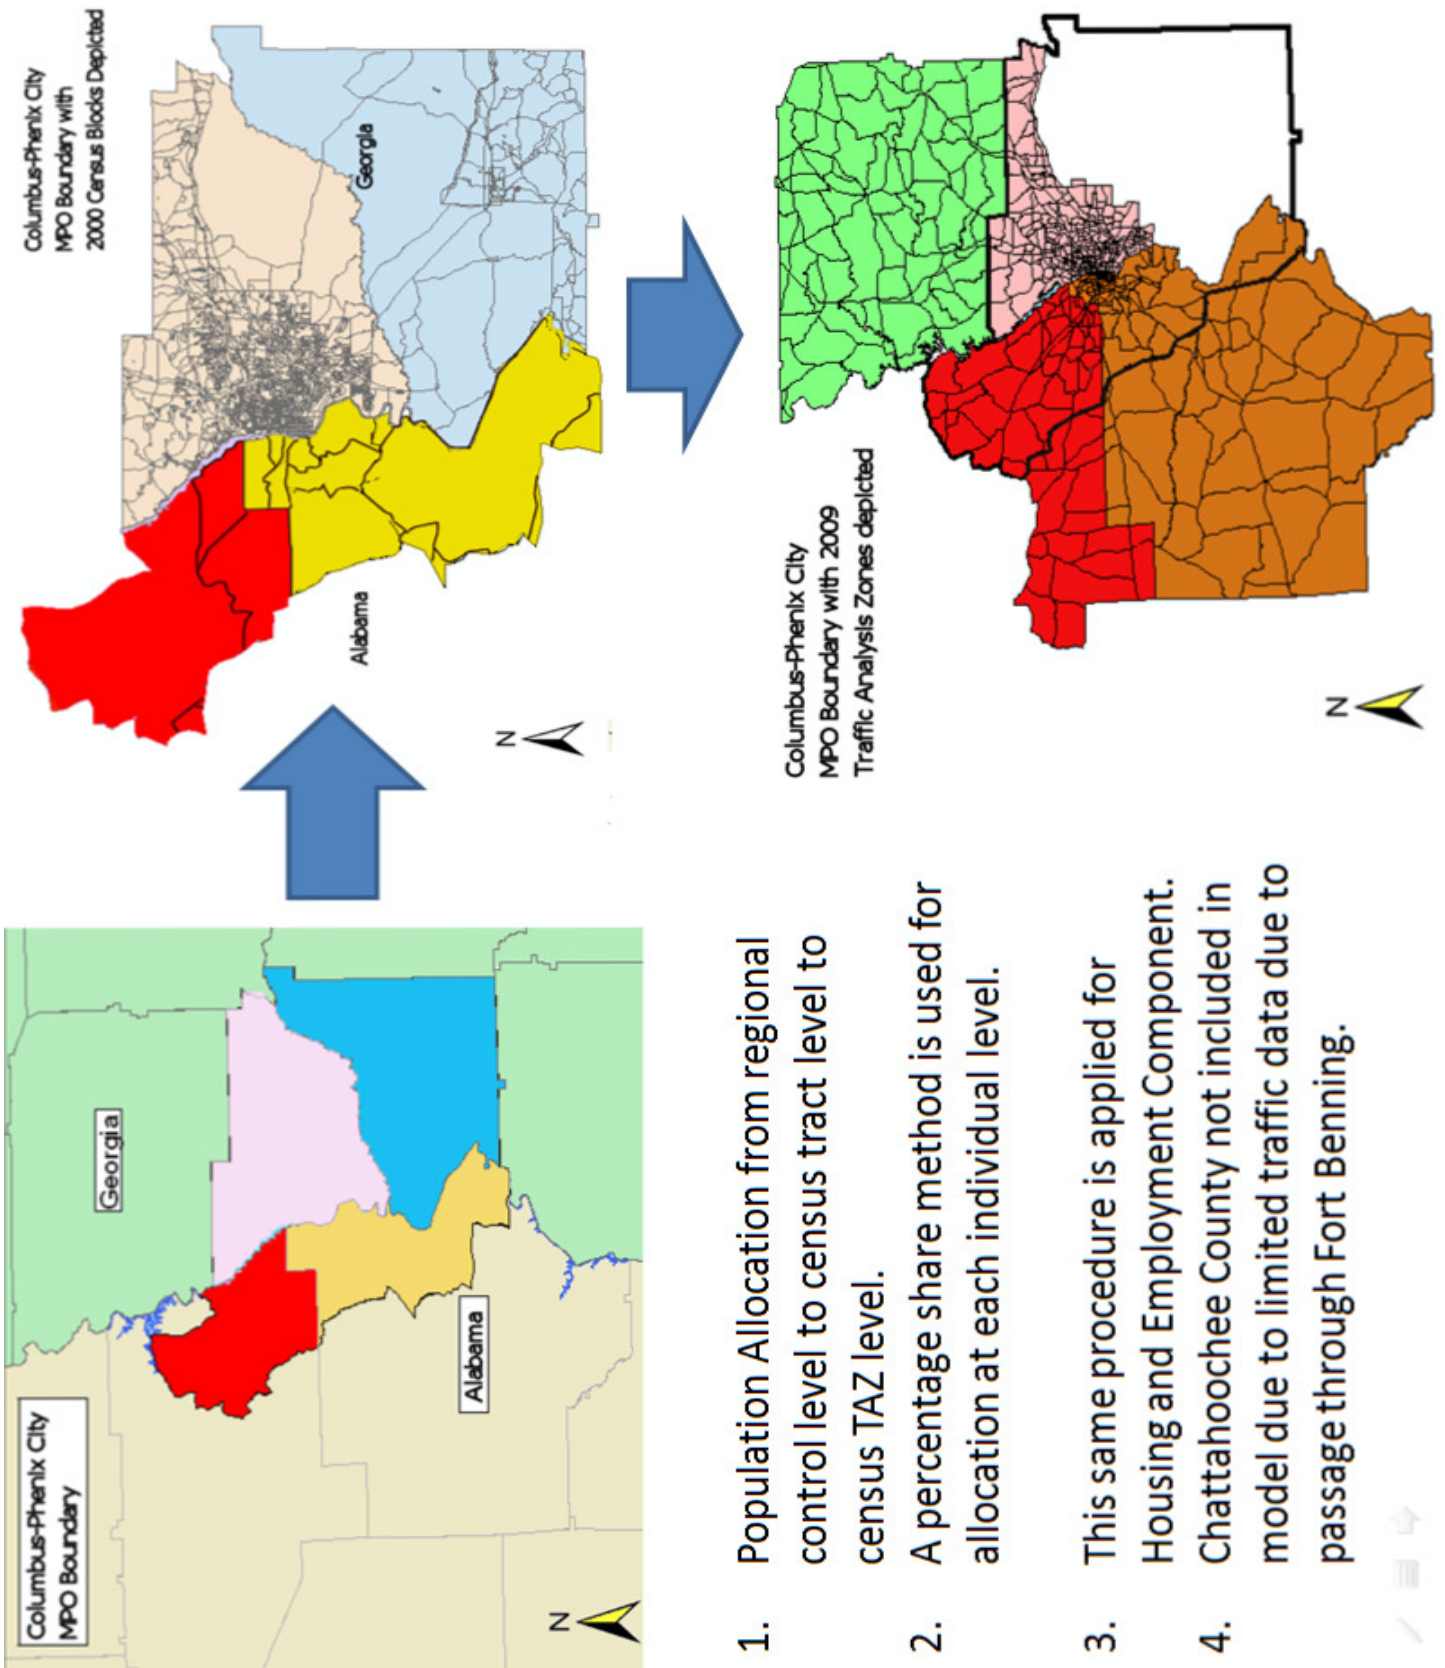 Columbus-Phenix City
MPO Boundary
Georgia
Alabama
N
Columbus-Phenix City
MPO Boundary with
2000 Census Blocks Depicted
Georgia
Alabama
N
1. Population Allocation from regional
control level to census tract level to
census TAZ level.
2. A percentage share method is used for
allocation at each individual level.
3. This same procedure is applied for
Housing and Employment Component.
4. Chattahoochee County not included in
model due to limited traffic data due to
passage through Fort Benning.
Columbus-Phenix City
MPO Boundary with 2009
Traffic Analysis Zones depicted
N